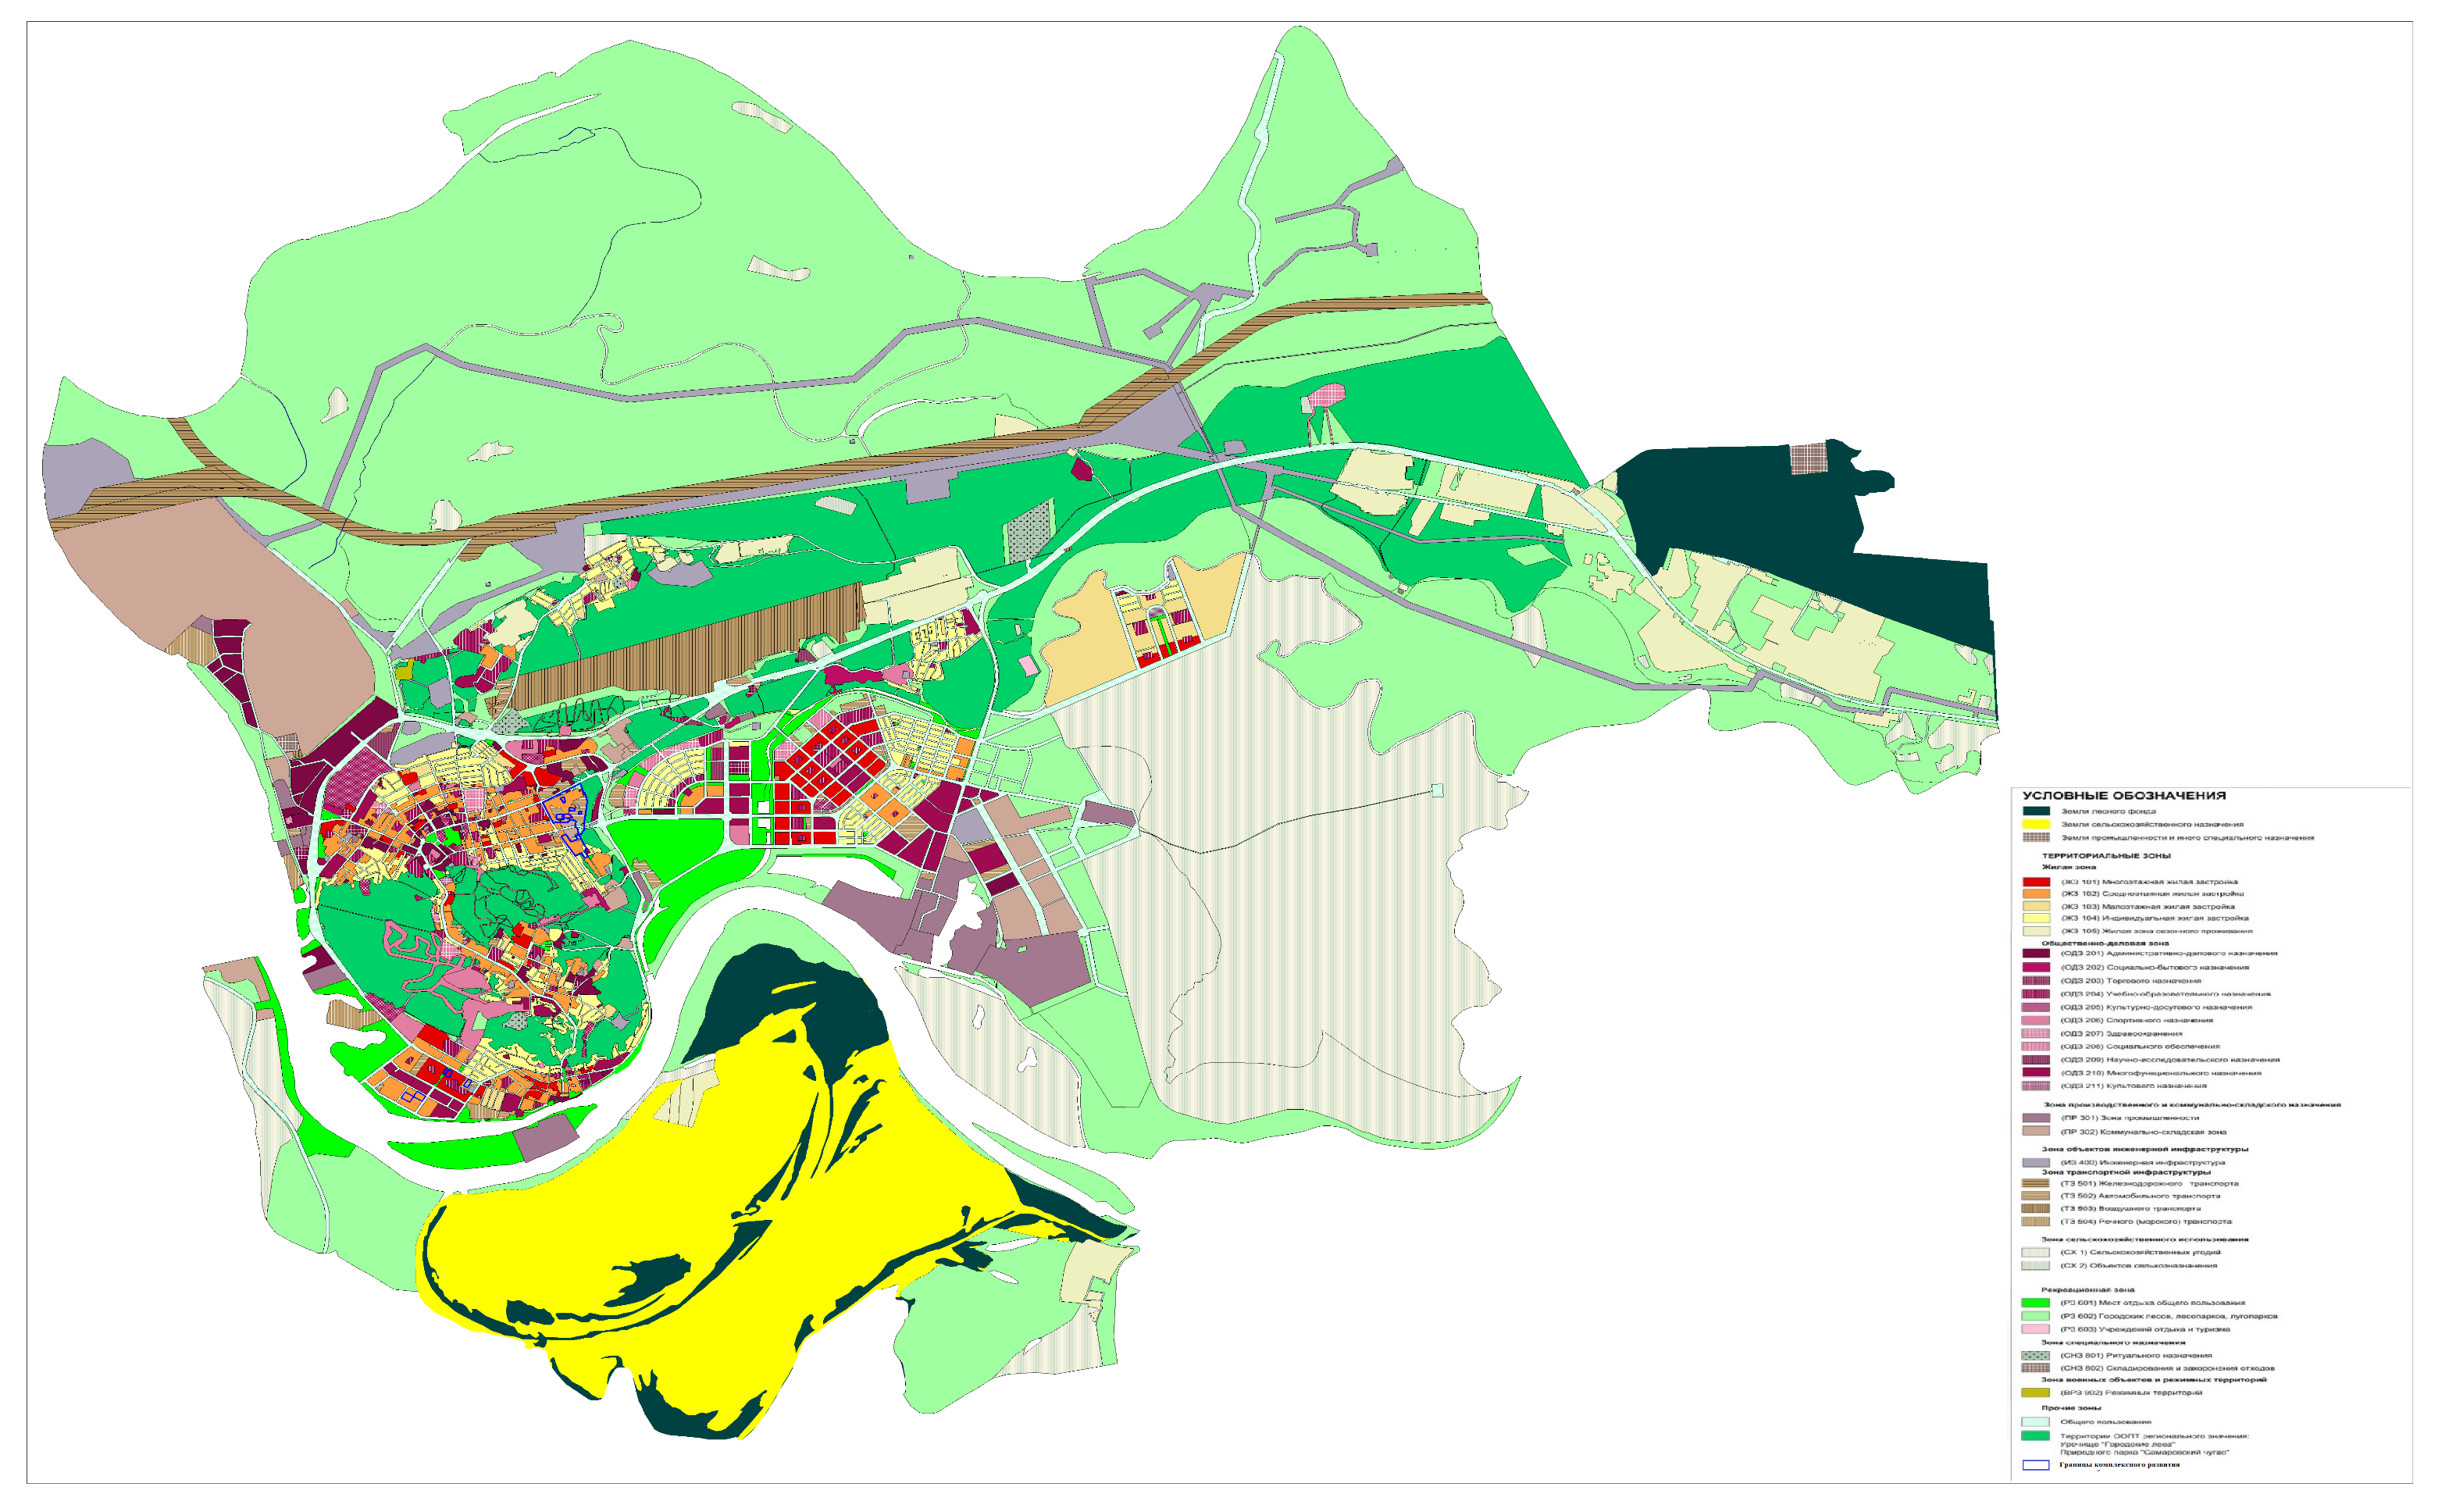 УСЛОВНЫЕ ОБОЗНАЧЕНИЯ
Земли лесного фонда
Земли сельскохозяйственного назначения
Земли промышленности и иного специального назначения
ТЕРРИТОРИАЛЬНЫЕ ЗОНЫ
Жилая зона
(ЖЗ 101) Многоэтажная жилая застройка
(ЖЗ 102) Среднеэтажная жилая застройка
(ЖЗ 103) Малоэтажная жилая застройка
(ЖЗ 104) Индивидуальная жилая застройка
(ЖЗ 105) Жилая зона сезонного проживания
Общественно-деловая зона
(ОДЗ 201) Административно-делового назначения
(ОДЗ 202) Социально-бытового назначения
(ОДЗ 203) Торгового назначения
(ОДЗ 204) Учебно-образовательного назначения
(ОДЗ 205) Культурно-досугового назначения
(ОДЗ 206) Спортивного назначения
(ОДЗ 207) Здравоохранения
(ОДЗ 208) Социального обеспечения
(ОДЗ 209) Научно-исследовательского назначения
(ОДЗ 210) Многофункционального назначения
(ОДЗ 211) Культового назначения
Зона производственного и коммунально-складского назначения
(ПР 301) Зона промышленности
(ПР 302) Коммунально-складская зона
Зона объектов инженерной инфраструктуры
(ИЗ 400) Инженерная инфраструктура
Зона транспортной инфраструктуры
(ТЗ 501) Железнодорожного транспорта
(ТЗ 502) Автомобильного транспорта
(ТЗ 503) Воздушного транспорта
(ТЗ 504) Речного (морского) транспорта
Зона сельскохозяйственного использования
(СХ 1) Сельскохозяйственных угодий
(СХ 2) Объектов сельхозназначения
Рекреационная зона
(РЗ 601) Мест отдыха общего пользования
(РЗ 602) Городских лесов, лесопарков, лугопарков
(РЗ 603) Учреждений отдыха и туризма
Зона специального назначения
(СНЗ 801) Ритуального назначения
(СНЗ 802) Складирования и захоронения отходов
Зона военных объектов и режимных территорий
(ВРЗ 902) Режимных территорий
Прочие зоны
Общего пользования
Территории ООПТ регионального значения:
Урочище "Городские леса"
Природного парка "Самаровский чугас"
Границы комплексного развития